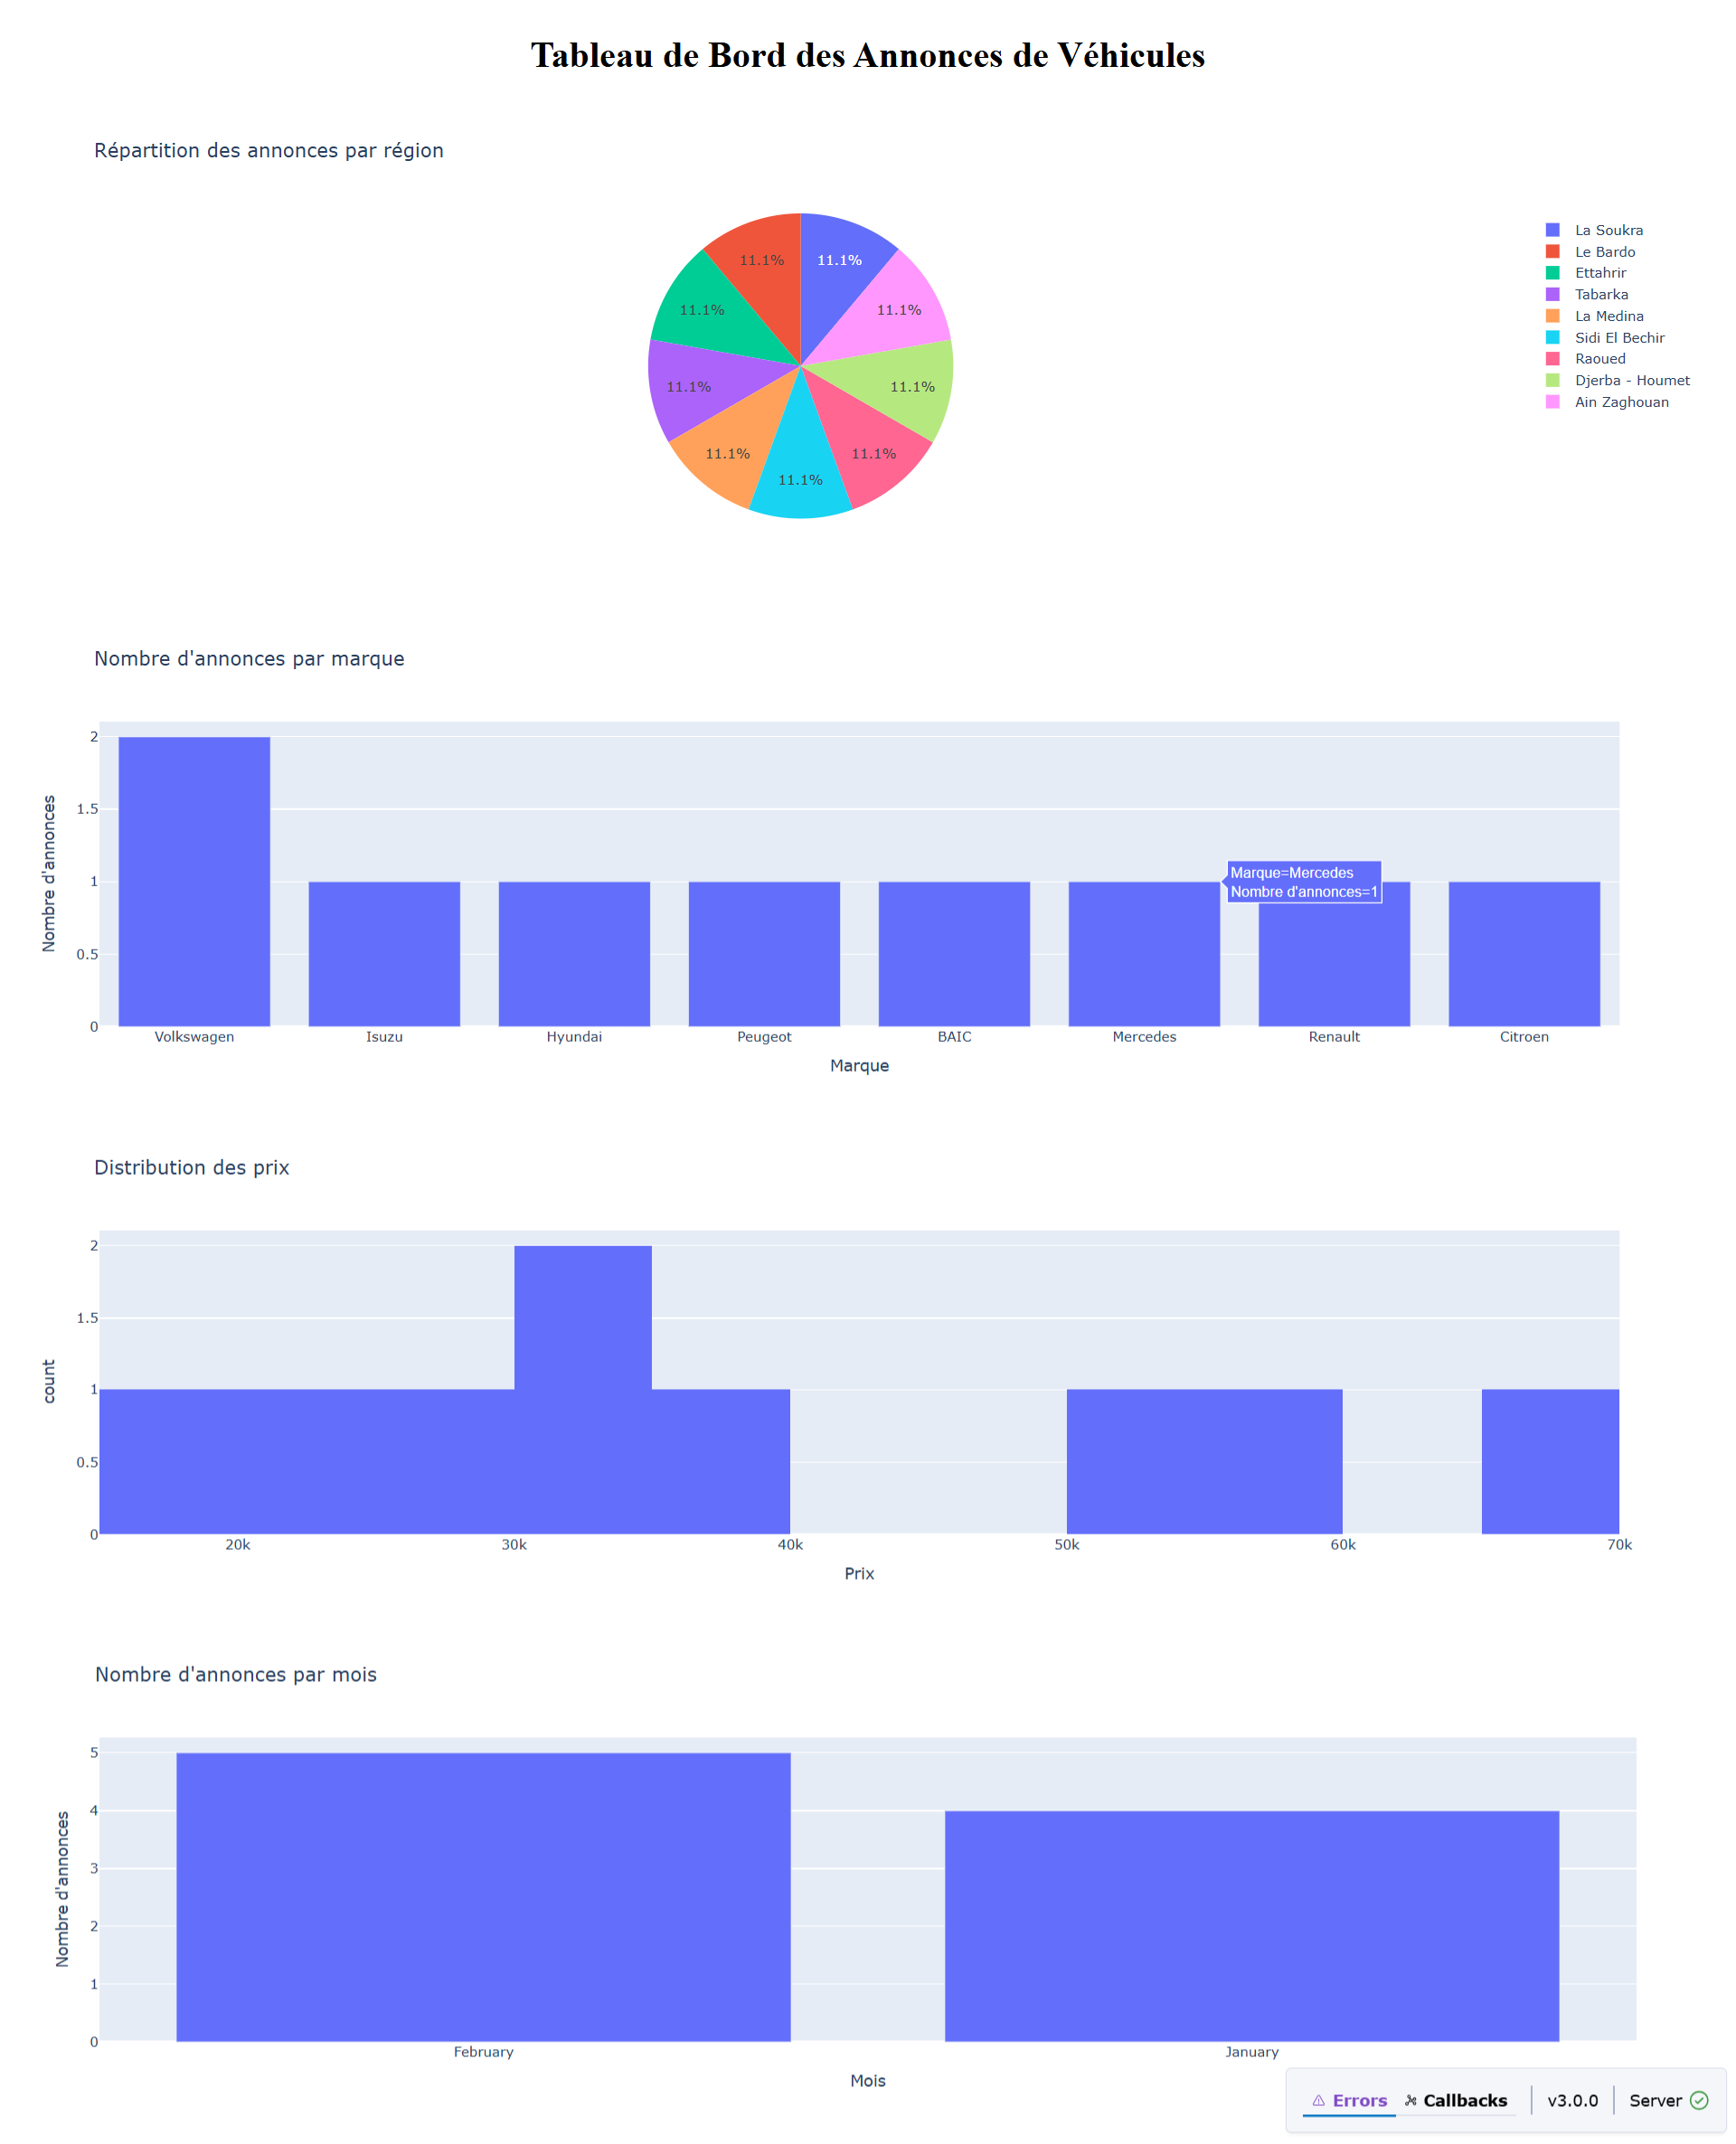 Tableau de Bord des Annonces de Véhicules
Répartition des annonces par région
11.1%
11.1%
11.1%
11.1%
11.1%
11.1%
11.1%
11.1%
11.1%
La Soukra
Le Bardo
Ettahrir
Tabarka
La Medina
Sidi El Bechir
Raoued
Djerba - Houmet
Ain Zaghouan
Nombre d'annonces par marque
Nombre d'annonces
2
1.5
1
0.5
0
Marque=Mercedes
Nombre d'annonces=1
Volkswagen Isuzu Hyundai Peugeot BAIC Mercedes Renault Citroen
Marque
Distribution des prix
count
2
1.5
1
0.5
0
20k 30k 40k 50k 60k 70k
Prix
Nombre d'annonces par mois
Nombre d'annonces
5
4
3
2
1
0
February January
Mois
Errors Callbacks v3.0.0 Server